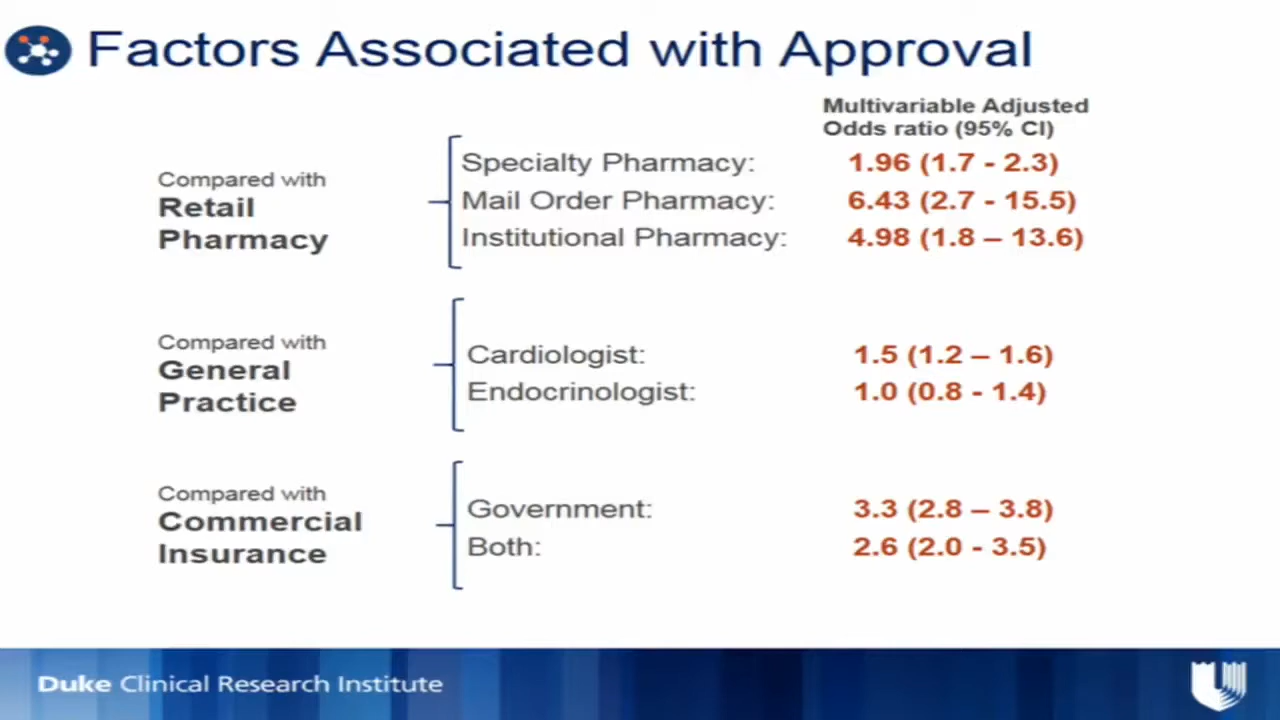 Factors Associated with Approval
Multivariable Adjusted
Odds ratio (95% CI)
Compared with
Retail
Pharmacy
Specialty Pharmacy: 1.96 (1.7 - 2.3)
Mail Order Pharmacy: 6.43 (2.7 - 15.5)
Institutional Pharmacy: 4.98 (1.8 – 13.6)
Compared with
General
Practice
Cardiologist: 1.5 (1.2 – 1.6)
Endocrinologist: 1.0 (0.8 - 1.4)
Compared with
Commercial
Insurance
Government: 3.3 (2.8 – 3.8)
Both: 2.6 (2.0 - 3.5)
Duke Clinical Research Institute